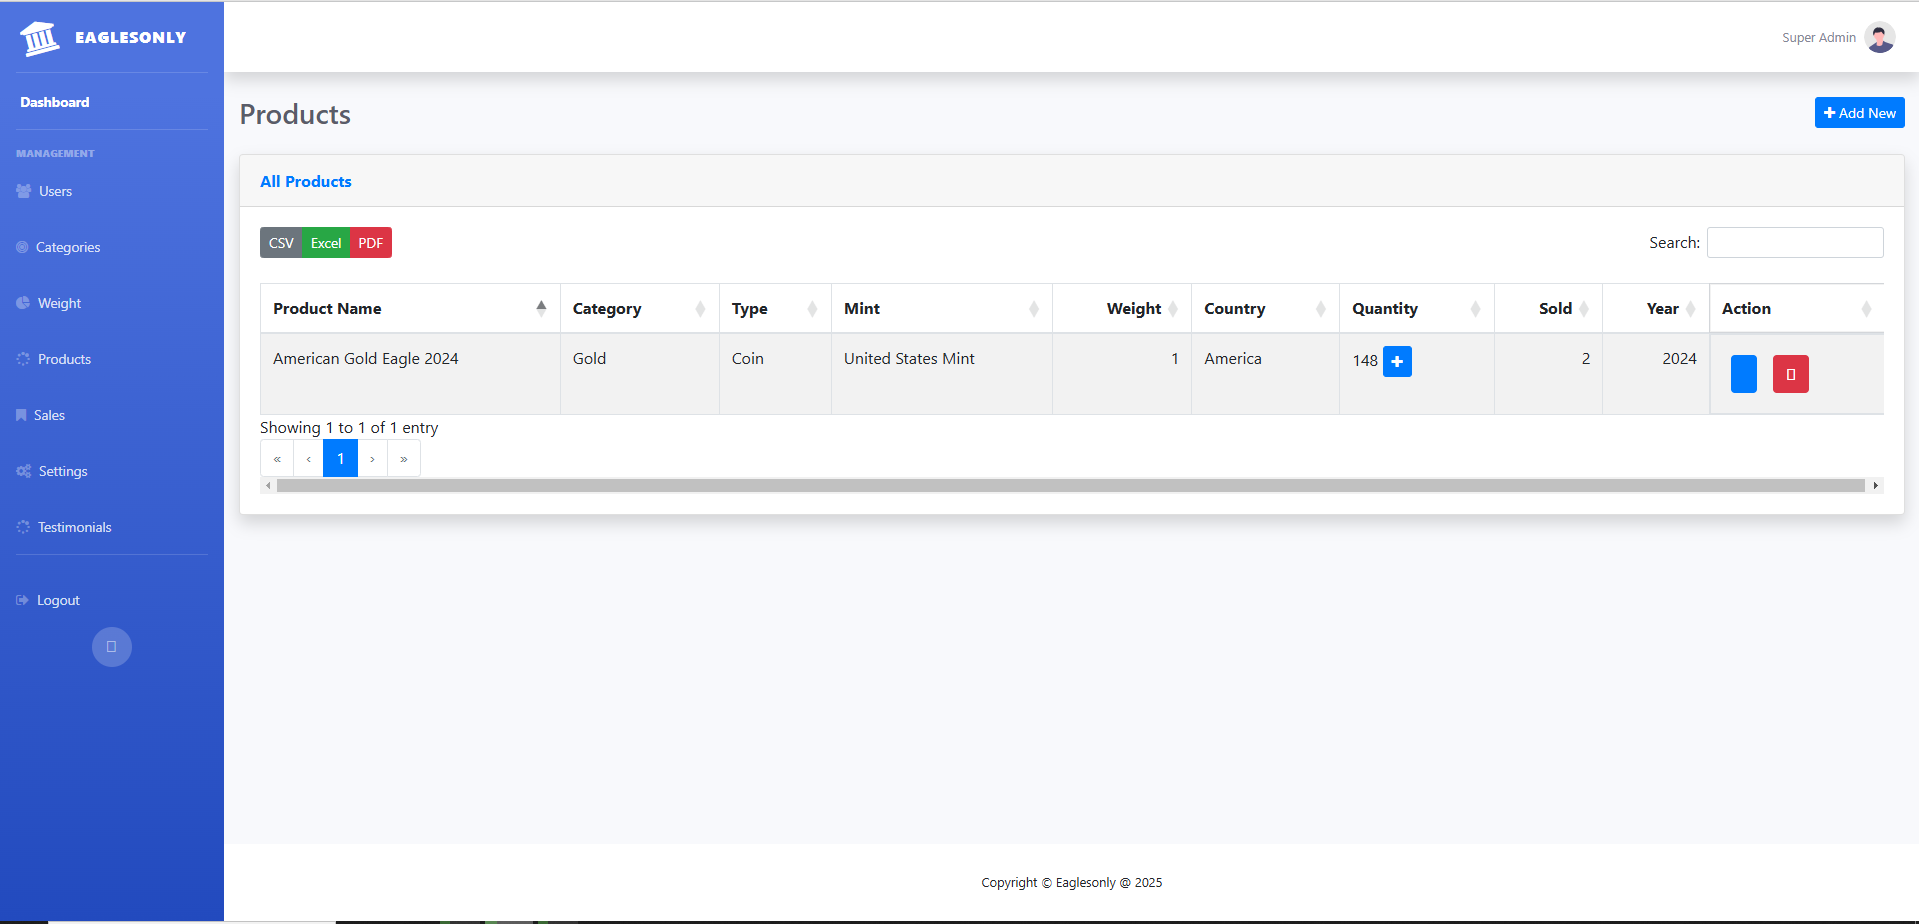 EAGLESONLY
Super Admin
Dashboard
MANAGEMENT
Users
Categories
Weight
Products
Sales
Settings
Testimonials
Logout
Products
Add New
All Products
CSV Excel PDF
Search:
Product Name Category Type Mint Weight Country Quantity Sold Year Action
American Gold Eagle 2024 Gold Coin United States Mint 1 America 148 2 2024
Showing 1 to 1 of 1 entry
« ‹ 1 › »
Copyright © Eaglesonly @ 2025